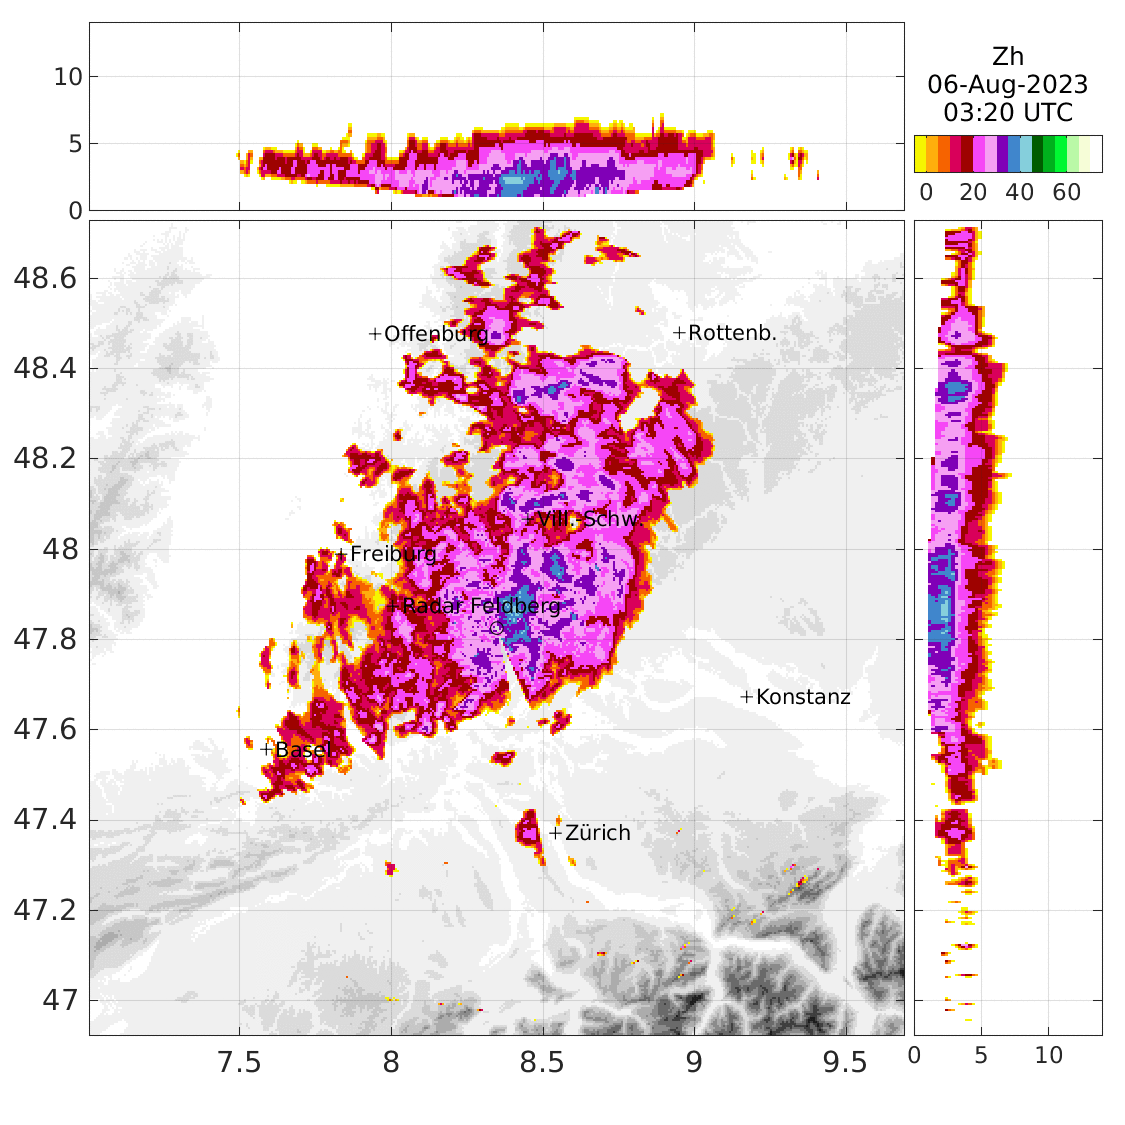 10
5
0
Zh
06-Aug-2023
03:20 UTC
0 20 40 60
48.6
48.4
48.2
48
47.8
47.6
47.4
47.2
47
+Offenburg
+Rottenb.
+Vill.-Schw.
+Freiburg
+Radar Feldberg
+Konstanz
+Basel
+Zürich
7.5 8 8.5 9 9.5
0 5 10